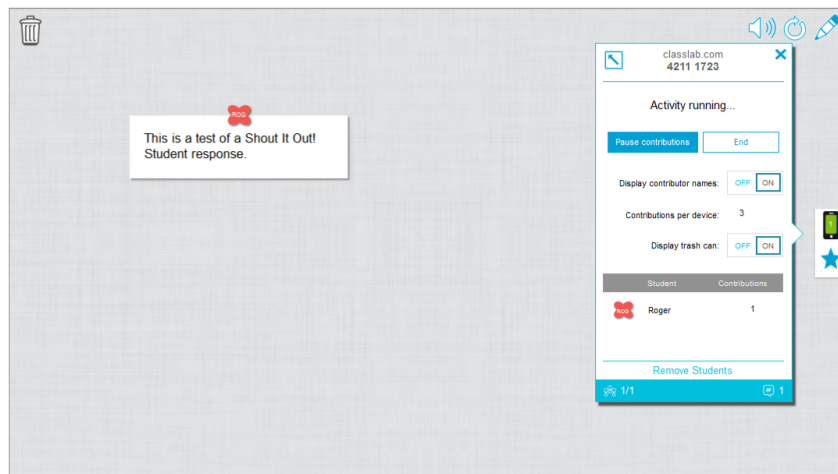 classlab.com
4211 1723
ROG
This is a test of a Shout It Out!
Student response.
Activity running...
Pause contributions End
Display contributor names: OFF ON
Contributions per device: 3
Display trash can: OFF ON
1
Student Contributions
ROG Roger 1
Remove Students
1/1 # 1